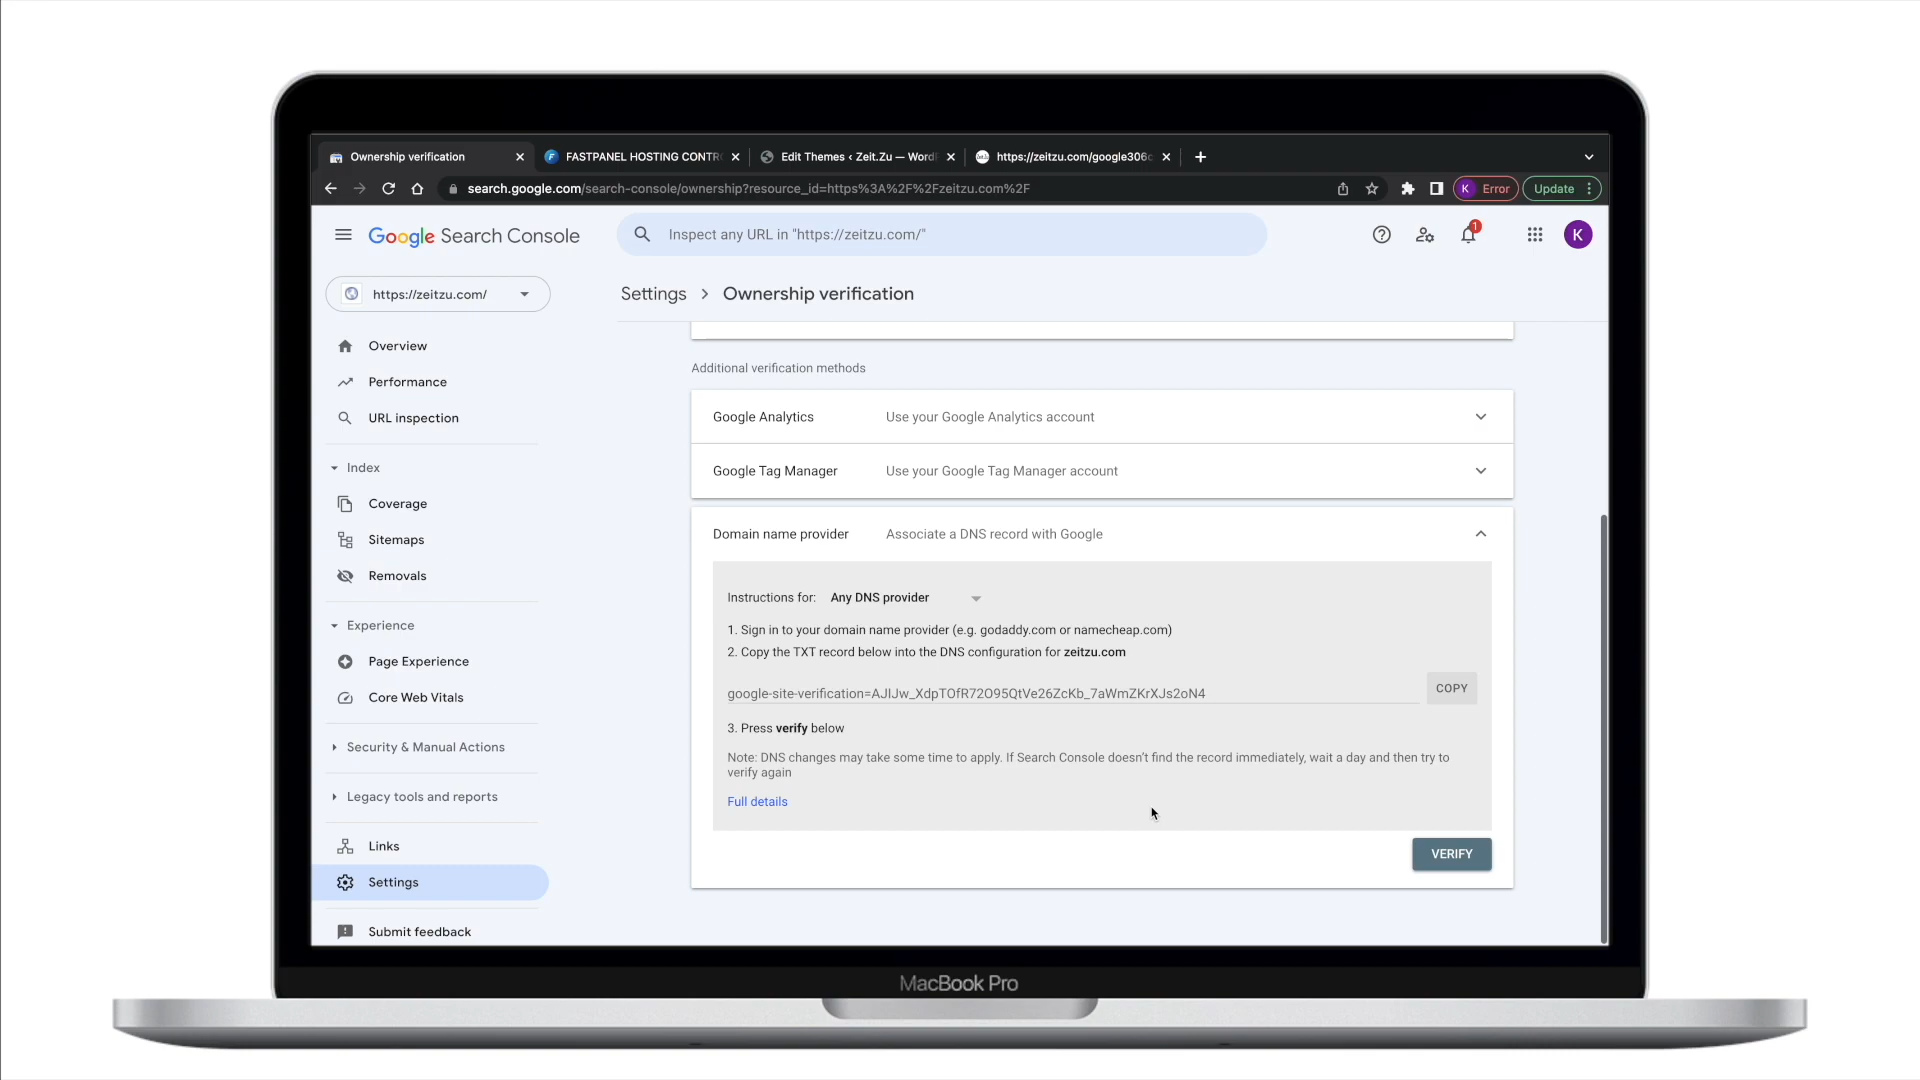 Ownership verification
FASTPANEL HOSTING CONTR
Edit Themes ‹ Zeit.Zu — Word
https://zeitzu.com/google306
search.google.com/search-console/ownership?resource_id=https%3A%2F%2Fzeitzu.com%2F
K Error
Update
Google Search Console
Inspect any URL in "https://zeitzu.com/"
1
K
https://zeitzu.com/
Settings > Ownership verification
Overview
Performance
URL inspection
Index
Coverage
Sitemaps
Removals
Experience
Page Experience
Core Web Vitals
Security & Manual Actions
Legacy tools and reports
Links
Settings
Submit feedback
Additional verification methods
Google Analytics Use your Google Analytics account
Google Tag Manager Use your Google Tag Manager account
Domain name provider Associate a DNS record with Google
Instructions for: Any DNS provider
1. Sign in to your domain name provider (e.g. godaddy.com or namecheap.com)
2. Copy the TXT record below into the DNS configuration for zeitzu.com
google-site-verification=AJIJw_XdpTOfR72O95QtVe26ZcKb_7aWmZKrXJs2oN4
COPY
3. Press verify below
Note: DNS changes may take some time to apply. If Search Console doesn't find the record immediately, wait a day and then try to
verify again
Full details
VERIFY
MacBook Pro